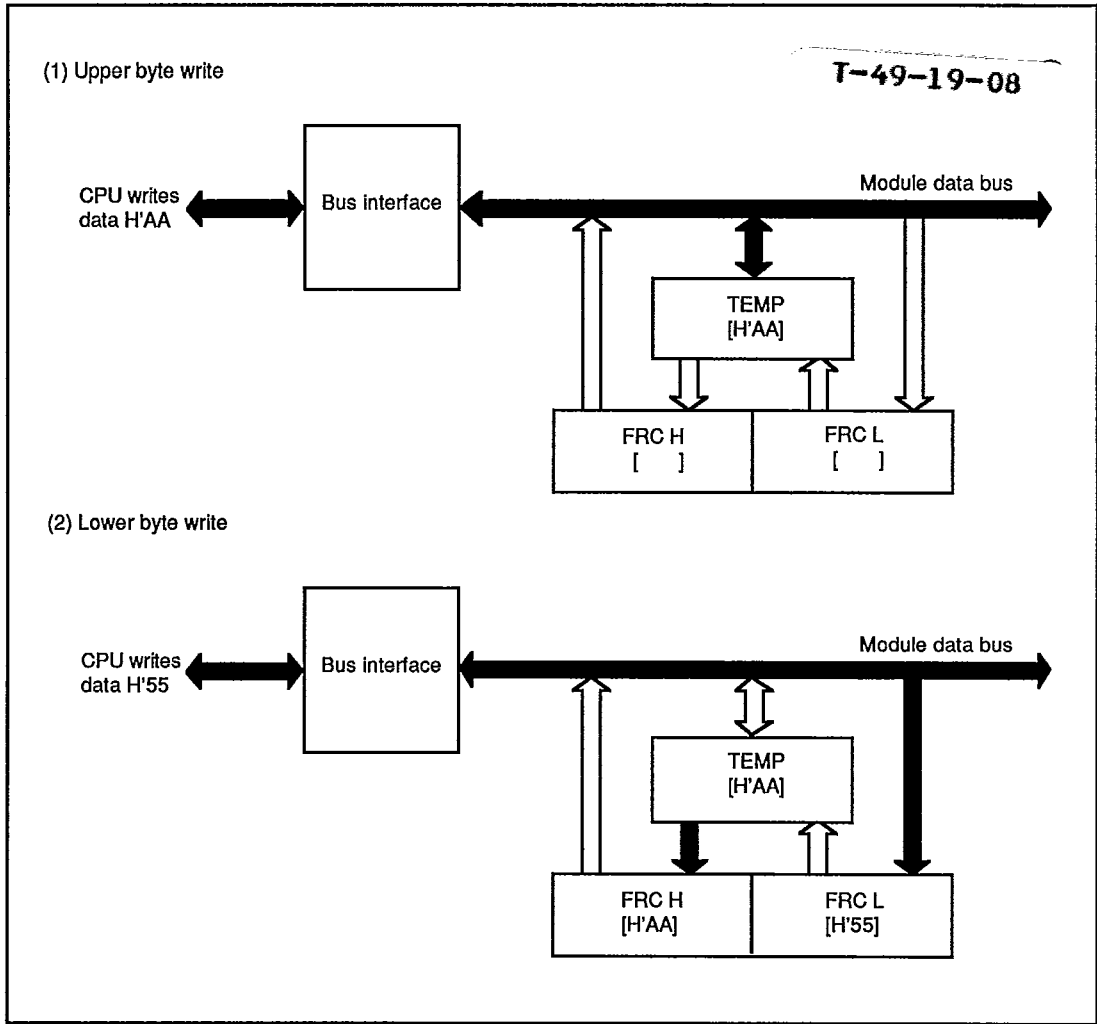 (1) Upper byte write
T-49-19-08
CPU writes
data H'AA
Bus interface
Module data bus
TEMP
[H'AA]
FRC H
[ ]
FRC L
[ ]
(2) Lower byte write
CPU writes
data H'55
Bus interface
Module data bus
TEMP
[H'AA]
FRC H
[H'AA]
FRC L
[H'55]